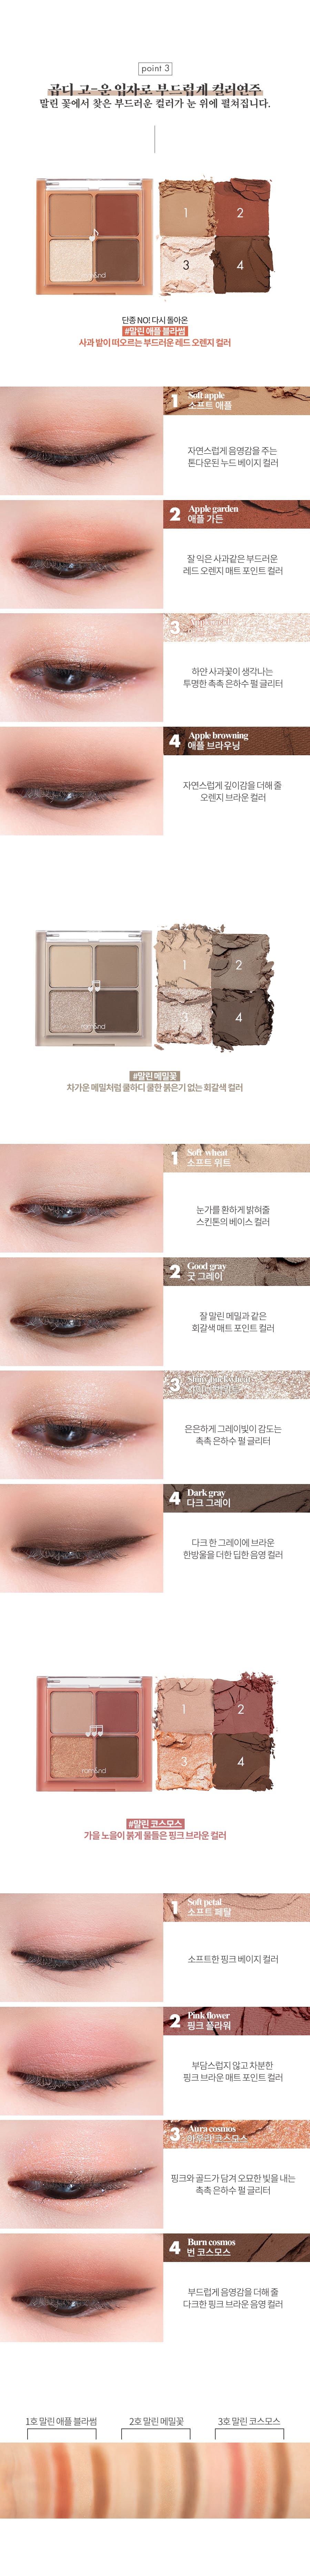 point 3
곱디 고-운 입자로 부드럽게 컬러연주
말린 꽃에서 찾은 부드러운 컬러가 눈 위에 펼쳐집니다.
1
2
3
4
rom&nd
단종 NO! 다시 돌아온
#말린 애플 블라썸
사과 밭이 떠오르는 부드러운 레드 오렌지 컬러
1 Soft apple
소프트 애플
자연스럽게 음영감을 주는
톤다운된 누드 베이지 컬러
2 Apple garden
애플 가든
잘 익은 사과같은 부드러운
레드 오렌지 매트 포인트 컬러
3
하얀 사과꽃이 생각나는
투명한 촉촉 은하수 펄 글리터
4 Apple browning
애플 브라우닝
자연스럽게 깊이감을 더해 줄
오렌지 브라운 컬러
1
2
3
4
rom&nd
#말린 메밀꽃
차가운 메밀처럼 쿨하디 쿨한 붉은기 없는 회갈색 컬러
1 Soft wheat
소프트 위트
눈가를 환하게 밝혀줄
스킨톤의 베이스 컬러
2 Good gray
굿 그레이
잘 말린 메밀과 같은
회갈색 매트 포인트 컬러
3 Shiny buckwheat
은은하게 그레이빛이 감도는
촉촉 은하수 펄 글리터
4 Dark gray
다크 그레이
다크 한 그레이에 브라운
한방울을 더한 딥한 음영 컬러
1
2
3
4
rom&nd
#말린 코스모스
가을 노을이 붉게 물들은 핑크 브라운 컬러
1 Soft petal
소프트 페탈
소프트한 핑크 베이지 컬러
2 Pink flower
핑크 플라워
부담스럽지 않고 차분한
핑크 브라운 매트 포인트 컬러
3 Aura cosmos
아우라 코스모스
핑크와 골드가 담겨 오묘한 빛을 내는
촉촉 은하수 펄 글리터
4 Burn cosmos
번 코스모스
부드럽게 음영감을 더해 줄
다크한 핑크 브라운 음영 컬러
1호 말린 애플 블라썸
2호 말린 메밀꽃
3호 말린 코스모스